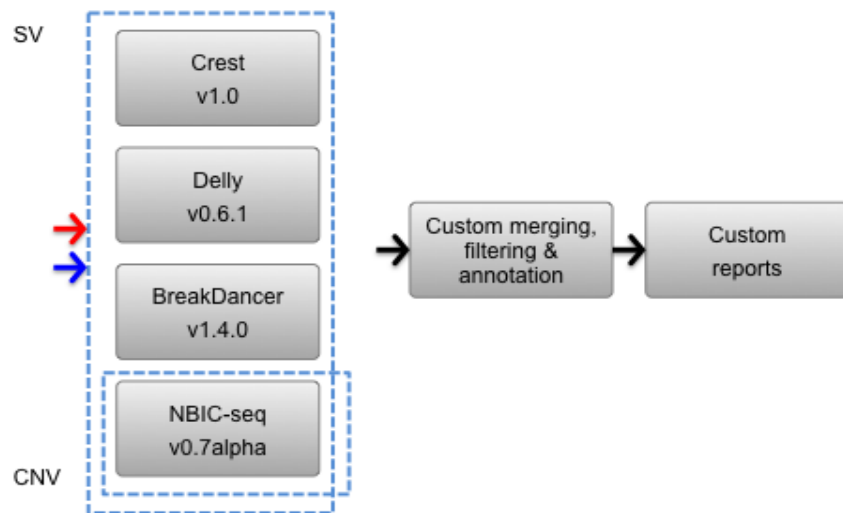 SV
Crest
v1.0
Delly
v0.6.1
BreakDancer
v1.4.0
NBIC-seq
v0.7alpha
CNV
Custom merging,
filtering &
annotation
Custom
reports